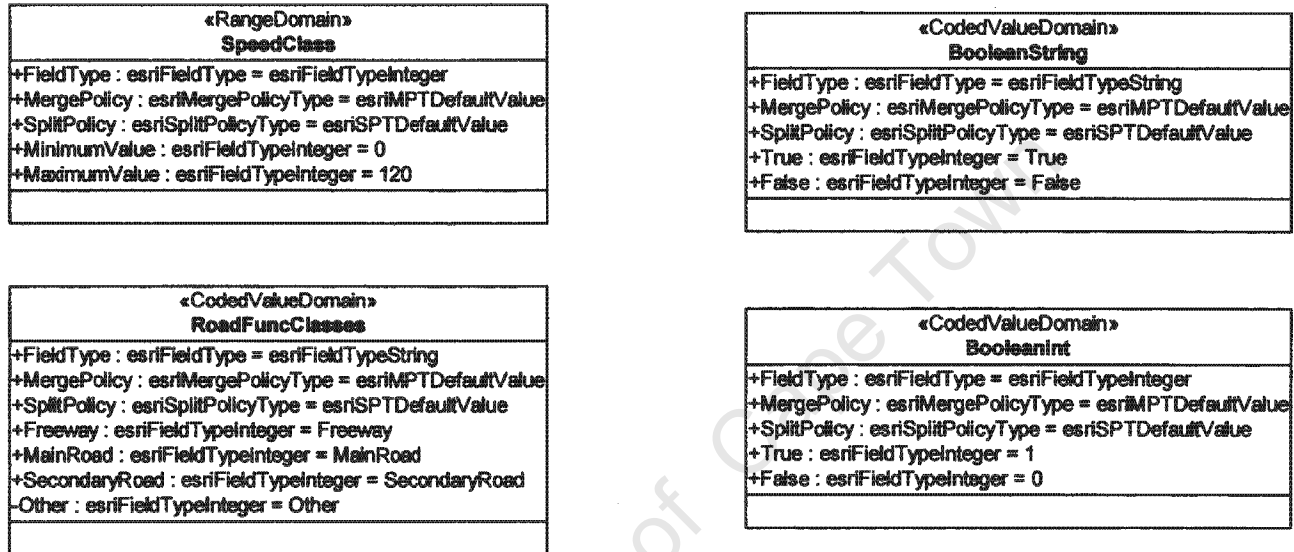 «RangeDomain»
SpeedClass
+FieldType : esriFieldType = esriFieldTypeInteger
+MergePolicy : esriMergePolicyType = esriMPTDefaultValue
+SplitPolicy : esriSplitPolicyType = esriSPTDefaultValue
+MinimumValue : esriFieldTypeInteger = 0
+MaximumValue : esriFieldTypeInteger = 120
«CodedValueDomain»
BooleanString
+FieldType : esriFieldType = esriFieldTypeString
+MergePolicy : esriMergePolicyType = esriMPTDefaultValue
+SplitPolicy : esriSplitPolicyType = esriSPTDefaultValue
+True : esriFieldTypeInteger = True
+False : esriFieldTypeInteger = False
«CodedValueDomain»
RoadFuncClasses
+FieldType : esriFieldType = esriFieldTypeString
+MergePolicy : esriMergePolicyType = esriMPTDefaultValue
+SplitPolicy : esriSplitPolicyType = esriSPTDefaultValue
+Freeway : esriFieldTypeInteger = Freeway
+MainRoad : esriFieldTypeInteger = MainRoad
+SecondaryRoad : esriFieldTypeInteger = SecondaryRoad
-Other : esriFieldTypeInteger = Other
«CodedValueDomain»
BooleanInt
+FieldType : esriFieldType = esriFieldTypeInteger
+MergePolicy : esriMergePolicyType = esriMPTDefaultValue
+SplitPolicy : esriSplitPolicyType = esriSPTDefaultValue
+True : esriFieldTypeInteger = 1
+False : esriFieldTypeInteger = 0
of Cape Town